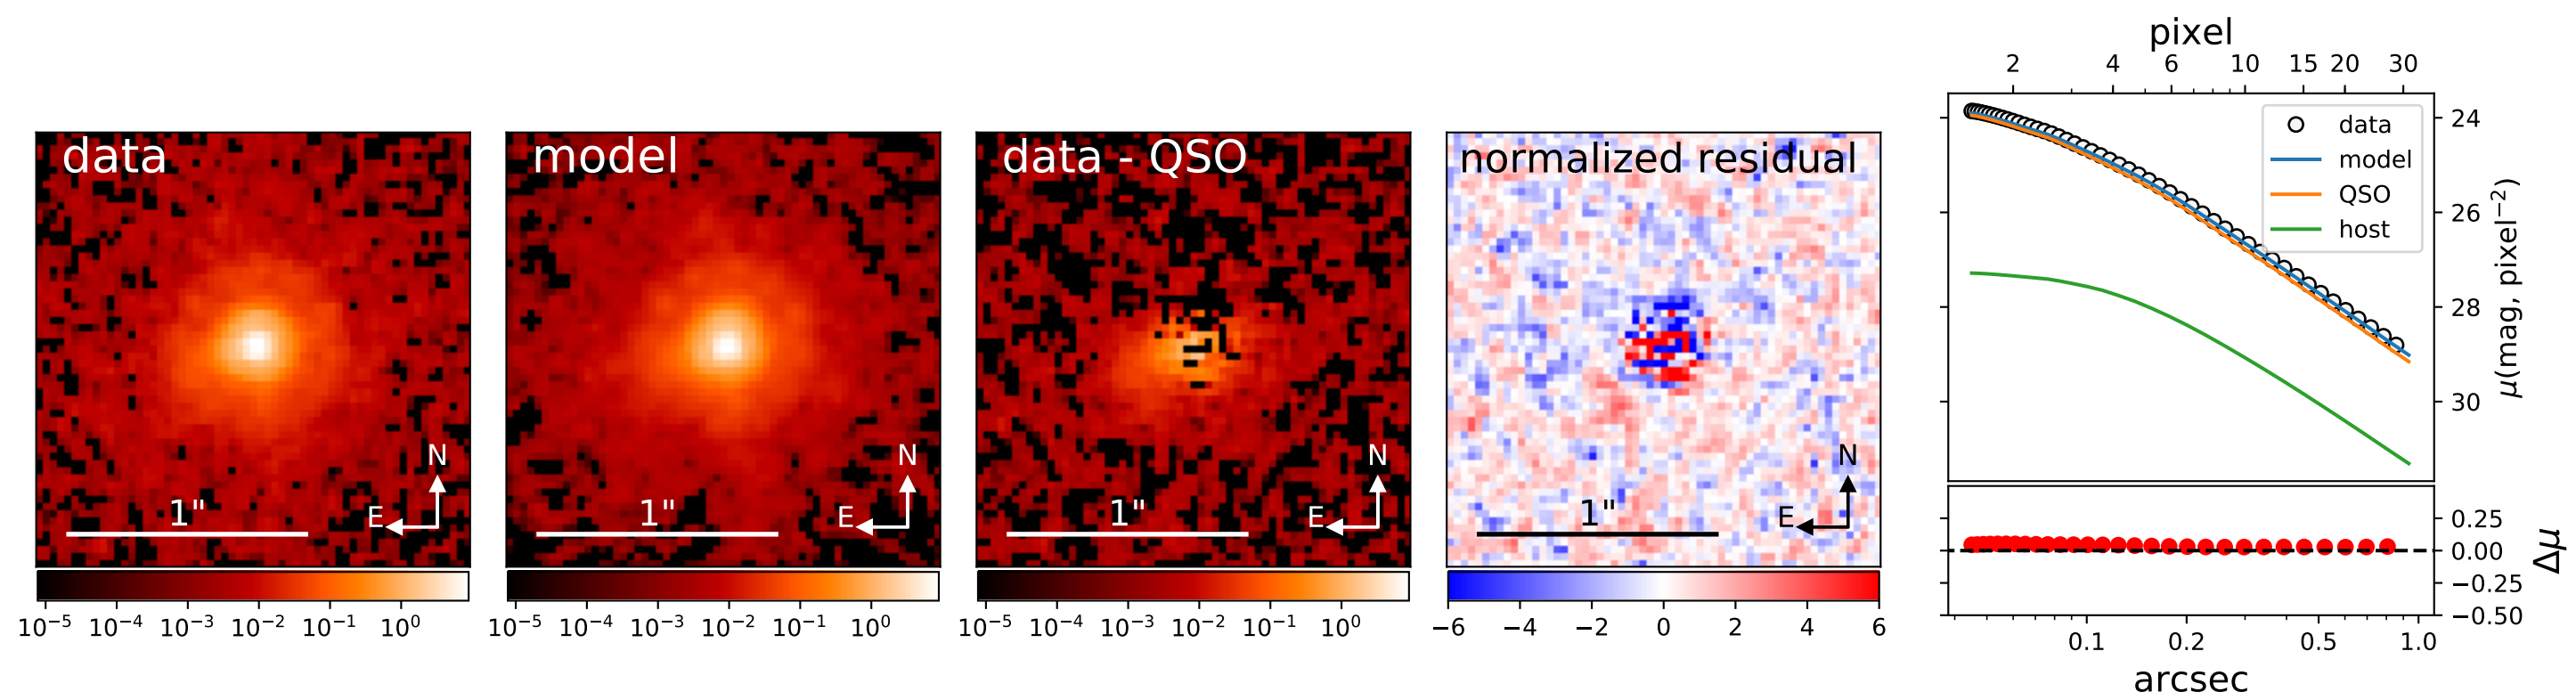 data
1"
N
E
10⁻⁵ 10⁻⁴ 10⁻³ 10⁻² 10⁻¹ 10⁰
model
1"
N
E
10⁻⁵ 10⁻⁴ 10⁻³ 10⁻² 10⁻¹ 10⁰
data - QSO
1"
N
E
10⁻⁵ 10⁻⁴ 10⁻³ 10⁻² 10⁻¹ 10⁰
normalized residual
1"
N
E
−6 −4 −2 0 2 4 6
pixel
2 4 6 10 15 20 30
data
model
QSO
host
24
26
28
30
μ(mag, pixel⁻²)
0.25
0.00
−0.25
−0.50
Δμ
0.1 0.2 0.5 1.0
arcsec